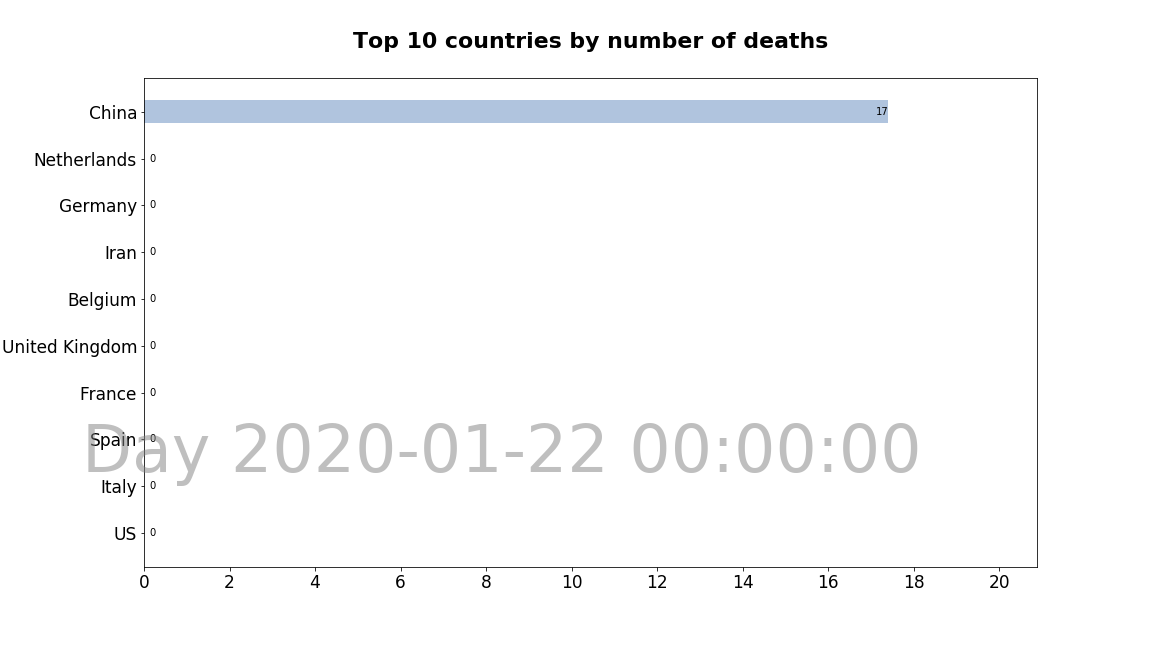 Top 10 countries by number of deaths
China 17
Netherlands 0
Germany 0
Iran 0
Belgium 0
United Kingdom 0
France 0
Spain 0
Day 2020-01-22 00:00:00
Italy 0
US 0
0 2 4 6 8 10 12 14 16 18 20